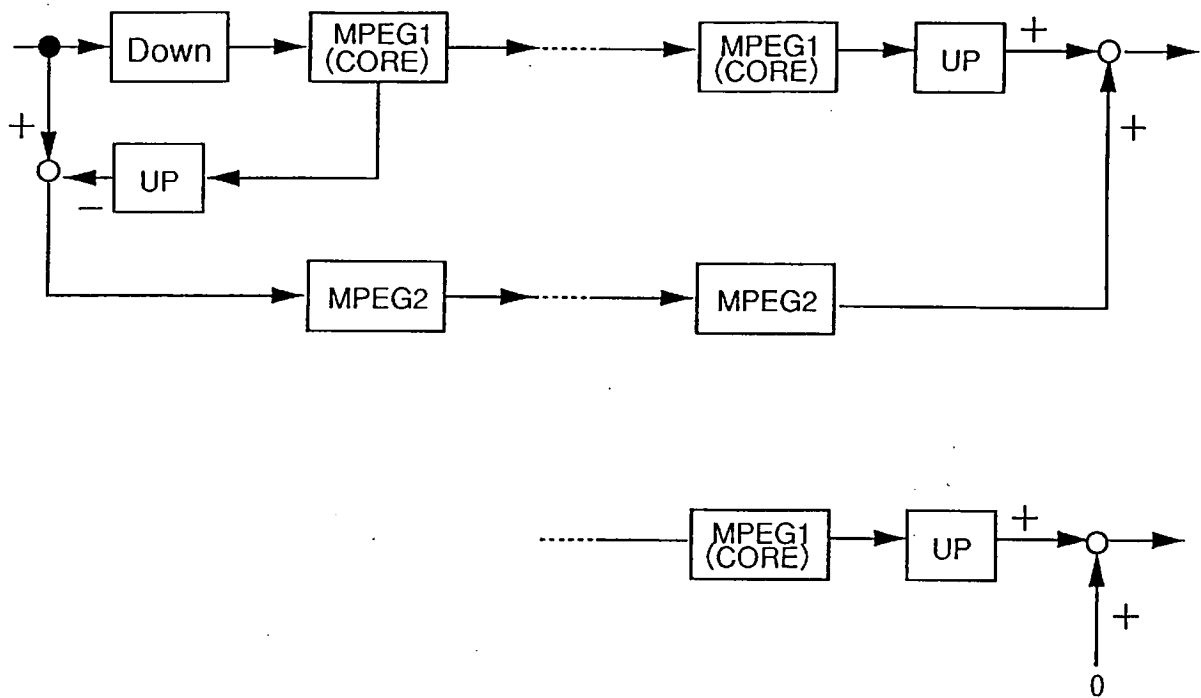 Down
MPEG1
(CORE)
MPEG1
(CORE)
UP
+
+
+
UP
−
MPEG2
MPEG2
MPEG1
(CORE)
UP
+
+
0